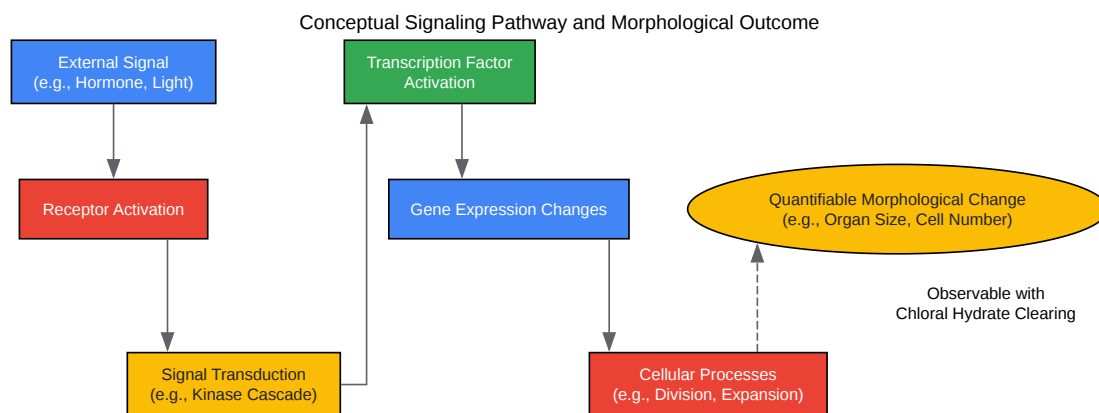 Conceptual Signaling Pathway and Morphological Outcome
External Signal
(e.g., Hormone, Light)
Transcription Factor
Activation
Receptor Activation
Gene Expression Changes
Quantifiable Morphological Change
(e.g., Organ Size, Cell Number)
Observable with
Chloral Hydrate Clearing
Signal Transduction
(e.g., Kinase Cascade)
Cellular Processes
(e.g., Division, Expansion)